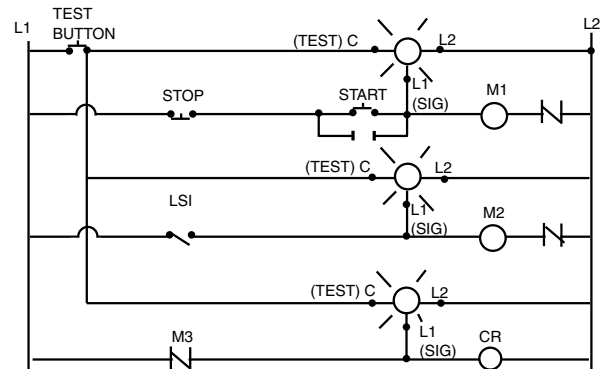 TEST
BUTTON
L1
L2
(TEST) C
L2
L1
(SIG)
STOP
START
M1
(TEST) C
L2
L1
(SIG)
LSI
M2
(TEST) C
L2
L1
(SIG)
M3
CR